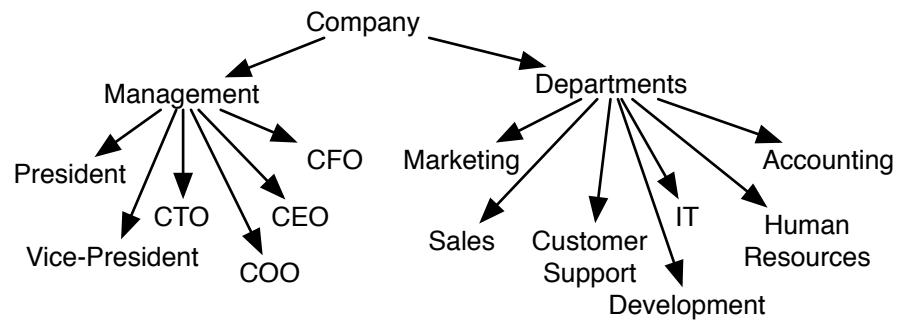 Company
Management
Departments
President
Vice-President
CTO
COO
CEO
CFO
Marketing
Sales
Customer
Support
Development
IT
Human
Resources
Accounting